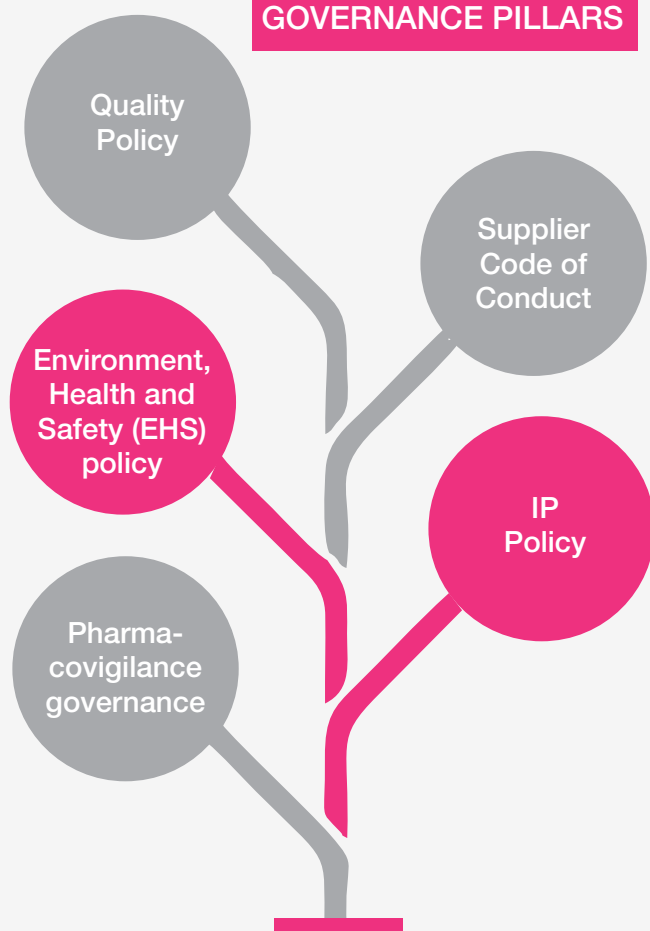 GOVERNANCE PILLARS
Quality
Policy
Supplier
Code of
Conduct
Environment,
Health and
Safety (EHS)
policy
IP
Policy
Pharma-
covigilance
governance